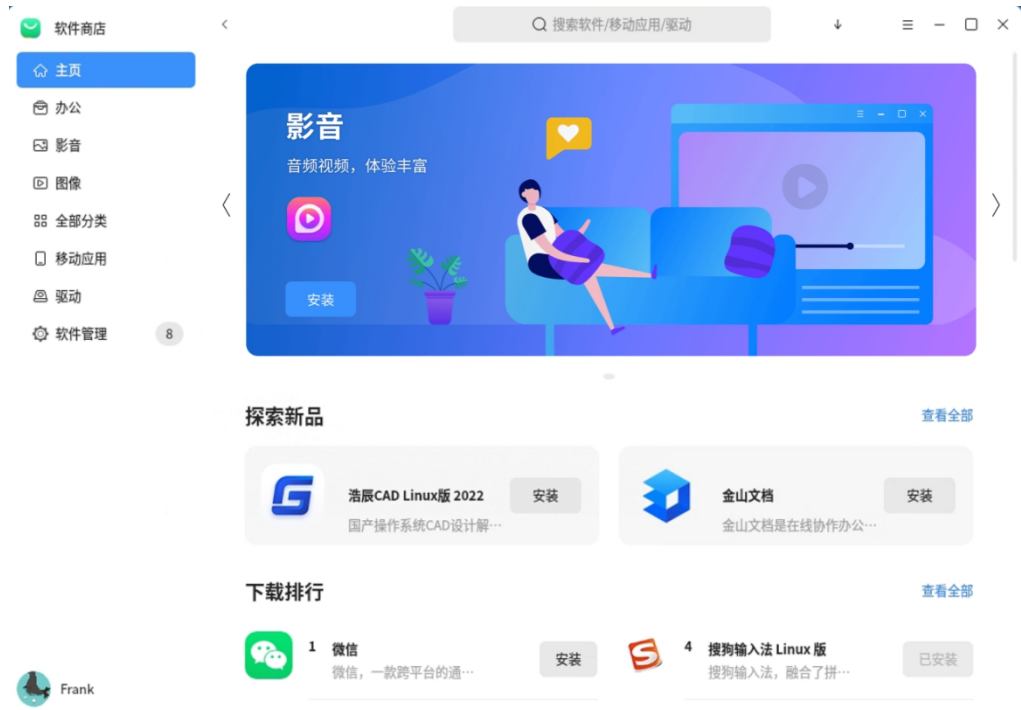 软件商店
搜索软件/移动应用/驱动
主页
办公
影音
图像
全部分类
移动应用
驱动
软件管理 8
影音
音频视频，体验丰富
安装
探索新品 查看全部
浩辰CAD Linux版 2022
国产操作系统CAD设计解…
安装
金山文档
金山文档是在线协作办公…
安装
下载排行 查看全部
1 微信
微信，一款跨平台的通…
安装
4 搜狗输入法 Linux 版
搜狗输入法，融合了拼…
已安装
Frank